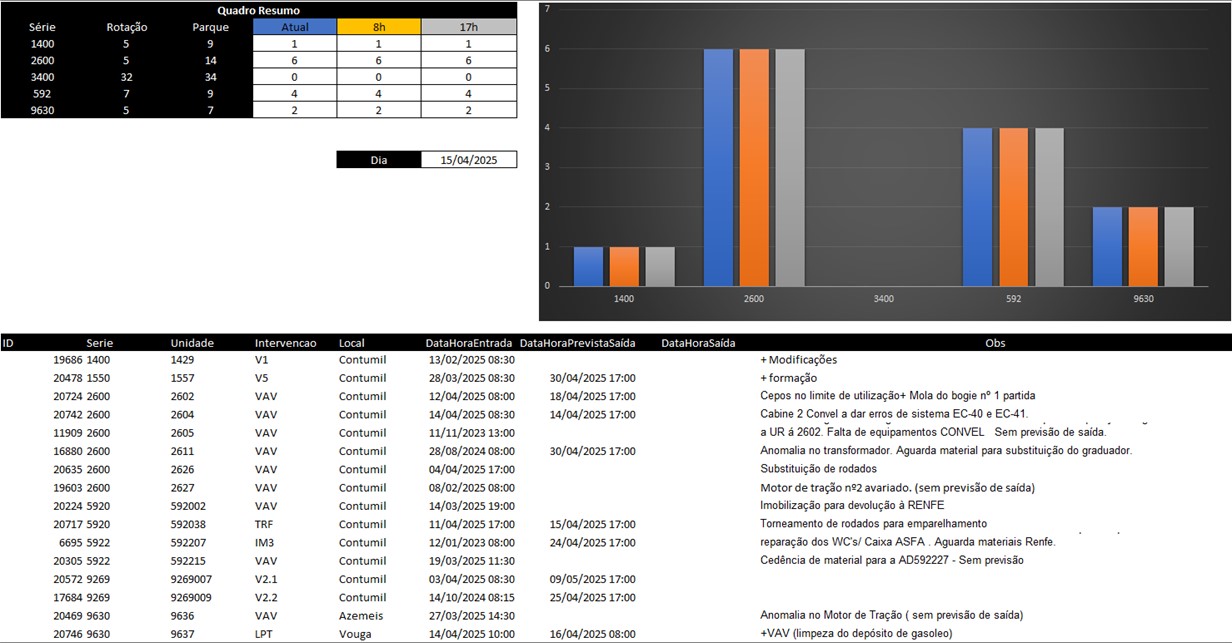 Quadro Resumo
Série Rotação Parque Atual 8h 17h
1400 5 9 1 1 1
2600 5 14 6 6 6
3400 32 34 0 0 0
592 7 9 4 4 4
9630 5 7 2 2 2
Dia 15/04/2025
7
6
5
4
3
2
1
0
1400 2600 3400 592 9630
ID Serie Unidade Intervencao Local DataHoraEntrada DataHoraPrevistaSaída DataHoraSaída Obs
19686 1400 1429 V1 Contumil 13/02/2025 08:30 + Modificações
20478 1550 1557 V5 Contumil 28/03/2025 08:30 30/04/2025 17:00 + formação
20724 2600 2602 VAV Contumil 12/04/2025 08:00 18/04/2025 17:00 Cepos no limite de utilização+ Mola do bogie nº 1 partida
20742 2600 2604 VAV Contumil 14/04/2025 08:30 14/04/2025 17:00 Cabine 2 Convel a dar erros de sistema EC-40 e EC-41.
11909 2600 2605 VAV Contumil 11/11/2023 13:00 a UR á 2602. Falta de equipamentos CONVEL Sem previsão de saída.
16880 2600 2611 VAV Contumil 28/08/2024 08:00 30/04/2025 17:00 Anomalia no transformador. Aguarda material para substituição do graduador.
20635 2600 2626 VAV Contumil 04/04/2025 17:00 Substituição de rodados
19603 2600 2627 VAV Contumil 08/02/2025 08:00 Motor de tração nº2 avariado. (sem previsão de saída)
20224 5920 592002 VAV Contumil 14/03/2025 19:00 Imobilização para devolução à RENFE
20717 5920 592038 TRF Contumil 11/04/2025 17:00 15/04/2025 17:00 Torneamento de rodados para emparelhamento
6695 5922 592207 IM3 Contumil 12/01/2023 08:00 24/04/2025 17:00 reparação dos WC's/ Caixa ASFA . Aguarda materiais Renfe.
20305 5922 592215 VAV Contumil 19/03/2025 11:30 Cedência de material para a AD592227 - Sem previsão
20572 9269 9269007 V2.1 Contumil 03/04/2025 08:30 09/05/2025 17:00
17684 9269 9269009 V2.2 Contumil 14/10/2024 08:15 25/04/2025 17:00
20469 9630 9636 VAV Azemeis 27/03/2025 14:30 Anomalia no Motor de Tração ( sem previsão de saída)
20746 9630 9637 LPT Vouga 14/04/2025 10:00 16/04/2025 08:00 +VAV (limpeza do depósito de gasoleo)